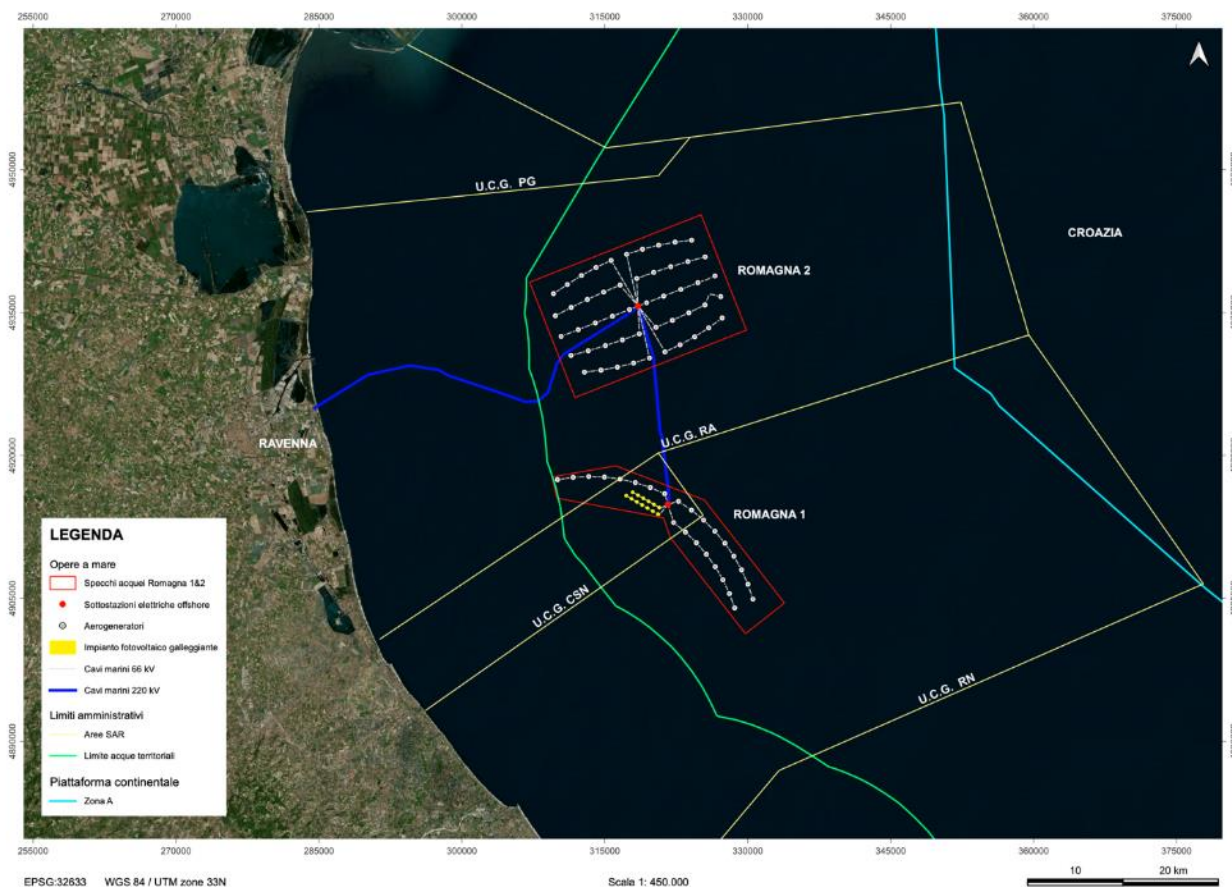 255000 270000 285000 300000 315000 330000 345000 360000 375000
4950000
4935000
4920000
4905000
4890000
U.C.G. PG
CROAZIA
ROMAGNA 2
U.C.G. RA
RAVENNA
ROMAGNA 1
U.C.G. CSN
U.C.G. RN
LEGENDA
Opere a mare
Specchi acquei Romagna 1&2
Sottostazioni elettriche offshore
Aerogeneratori
Impianto fotovoltaico galleggiante
Cavi marini 66 kV
Cavi marini 220 kV
Limiti amministrativi
Aree SAR
Limite acque territoriali
Piattaforma continentale
Zona A
255000 270000 285000 300000 315000 330000 345000 360000 375000
10 20 km
EPSG:32633 WGS 84 / UTM zone 33N Scala 1: 450.000